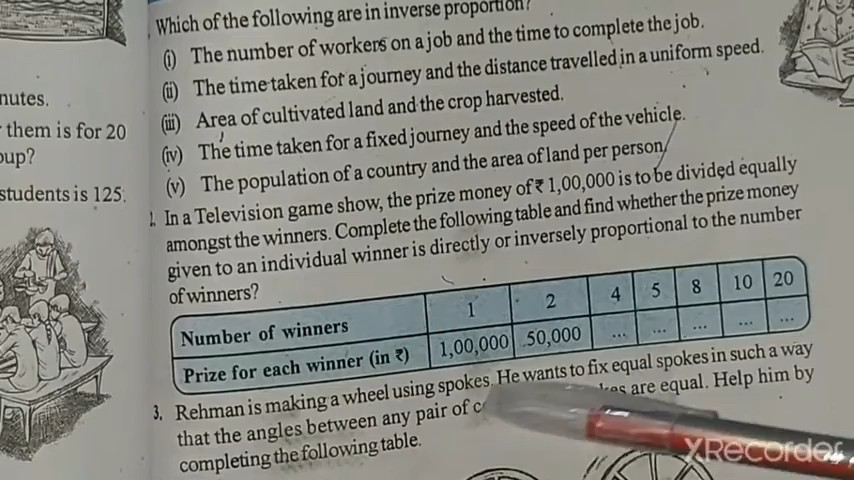 Which of the following are in inverse proportion?
(i) The number of workers on a job and the time to complete the job.
(ii) The time taken for a journey and the distance travelled in a uniform speed.
(iii) Area of cultivated land and the crop harvested.
(iv) The time taken for a fixed journey and the speed of the vehicle.
(v) The population of a country and the area of land per person.
nutes.
them is for 20
oup?
students is 125.
2. In a Television game show, the prize money of ₹ 1,00,000 is to be divided equally
amongst the winners. Complete the following table and find whether the prize money
given to an individual winner is directly or inversely proportional to the number
of winners?
Number of winners 1 2 4 5 8 10 20
Prize for each winner (in ₹) 1,00,000 50,000 ... ... ... ... ...
3. Rehman is making a wheel using spokes. He wants to fix equal spokes in such a way
that the angles between any pair of are equal. Help him by
completing the following table.
XRecorder